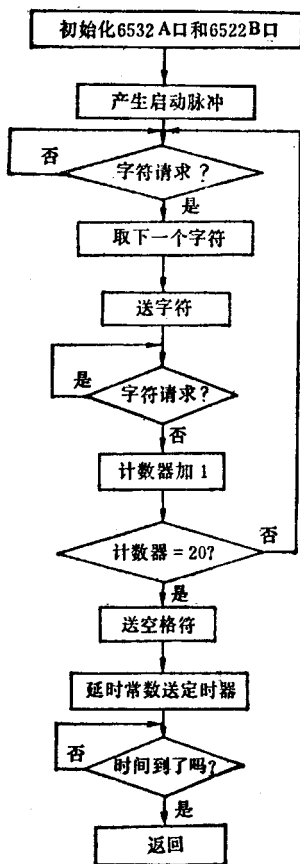 初始化6532A口和6522B口
产生启动脉冲
否
字符请求？
是
取下一个字符
送字符
是
字符请求？
否
计数器加1
否
计数器=20？
是
送空格符
延时常数送定时器
否
时间到了吗？
是
返回